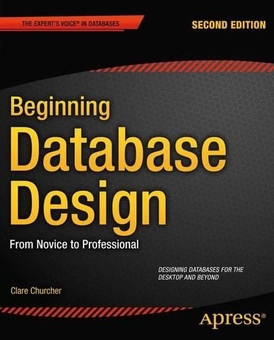 THE EXPERT'S VOICE® IN DATABASES
SECOND EDITION
Beginning
Database
Design
From Novice to Professional
DESIGNING DATABASES FOR THE
DESKTOP AND BEYOND
Clare Churcher
Apress®